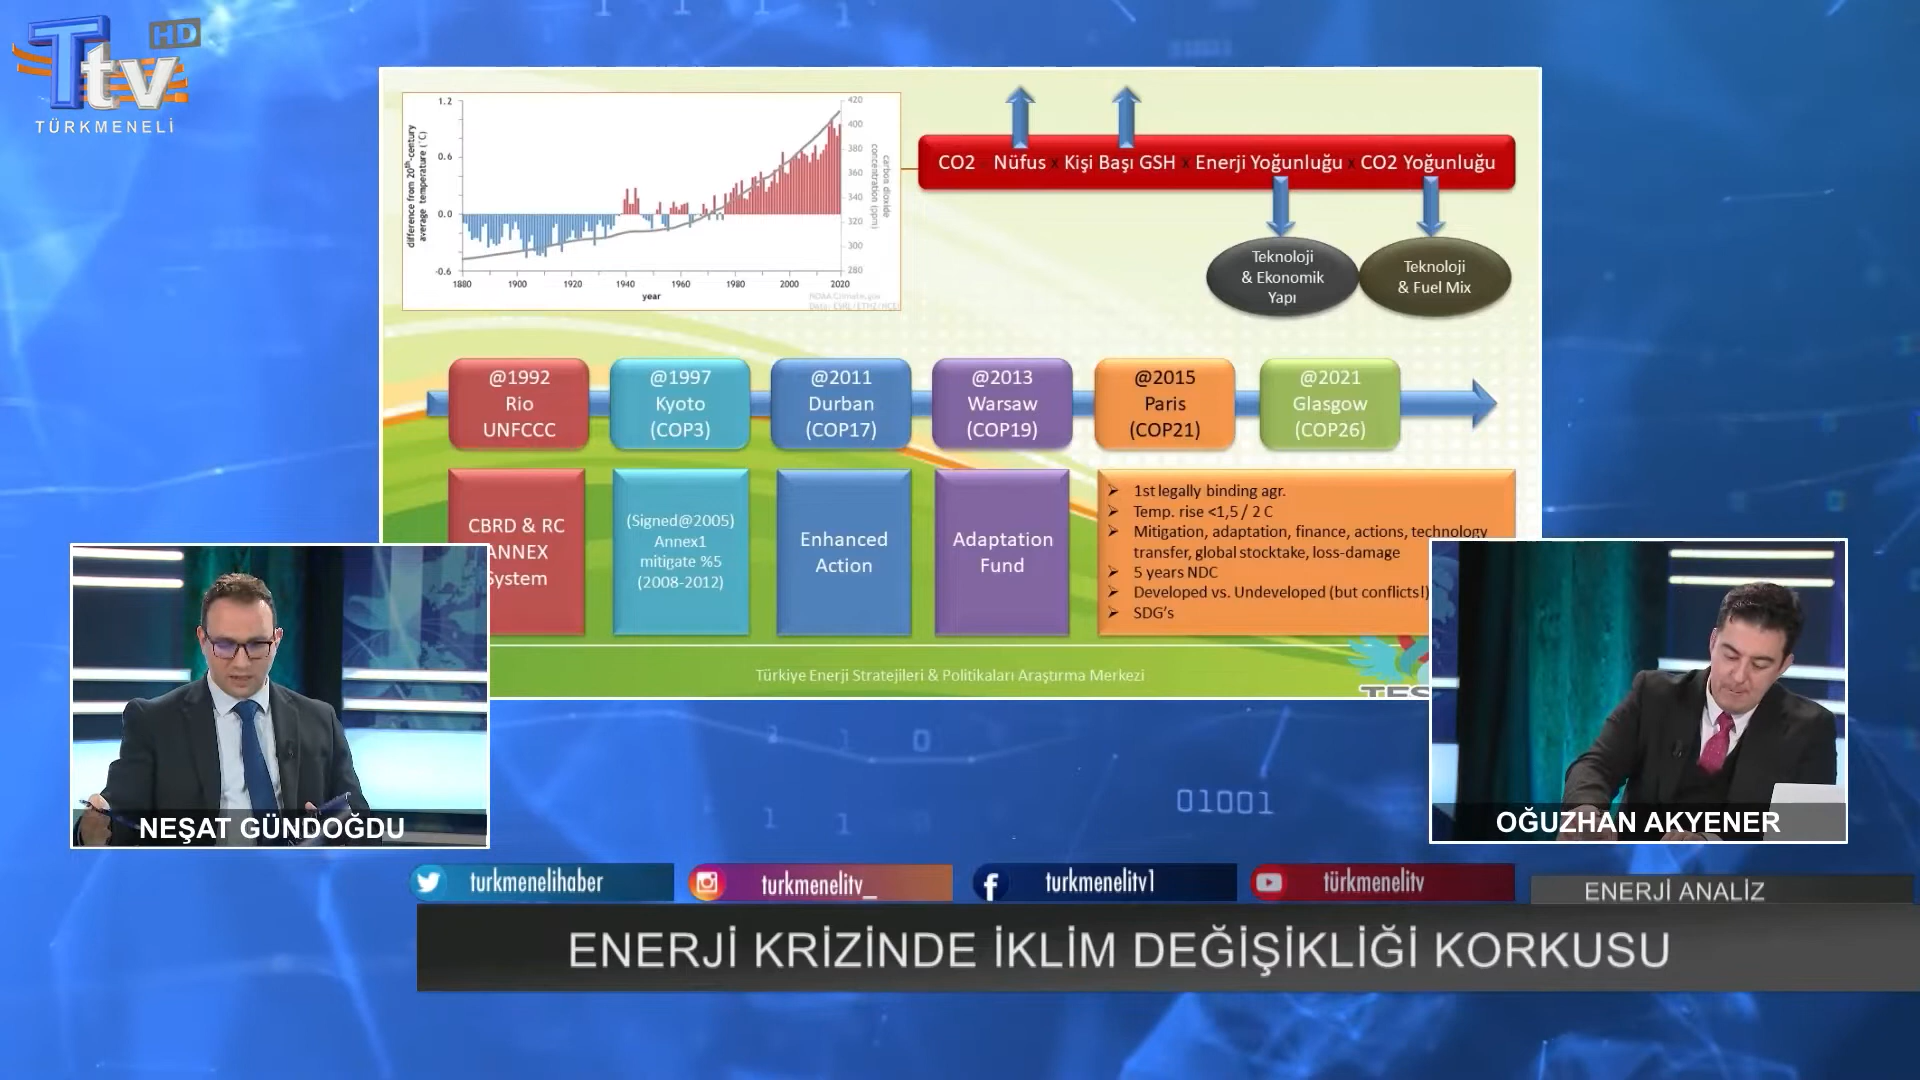 Ttv HD
TÜRKMENELİ
1.2
0.6
0.0
-0.6
difference from 20th-century
average temperature (°C)
420
400
380
360
340
320
300
280
carbon dioxide
concentration (ppm)
1880 1900 1920 1940 1960 1980 2000 2020
year
NOAA Climate.gov
CO2 - Nüfus x Kişi Başı GSH x Enerji Yoğunluğu x CO2 Yoğunluğu
Teknoloji
& Ekonomik
Yapı
Teknoloji
& Fuel Mix
@1992
Rio
UNFCCC
@1997
Kyoto
(COP3)
@2011
Durban
(COP17)
@2013
Warsaw
(COP19)
@2015
Paris
(COP21)
@2021
Glasgow
(COP26)
CBRD & RC
ANNEX
System
(Signed@2005)
Annex1
mitigate %5
(2008-2012)
Enhanced
Action
Adaptation
Fund
1st legally binding agr.
Temp. rise <1,5 / 2 C
Mitigation, adaptation, finance, actions, technology
transfer, global stocktake, loss-damage
5 years NDC
Developed vs. Undeveloped (but conflicts!)
SDG's
Türkiye Enerji Stratejileri & Politikaları Araştırma Merkezi
TES
NEŞAT GÜNDOĞDU
OĞUZHAN AKYENER
01001
turkmenelihaber
turkmenelitv_
turkmenelitv1
türkmenelitv
ENERJİ ANALİZ
ENERJİ KRİZİNDE İKLİM DEĞİŞİKLİĞİ KORKUSU